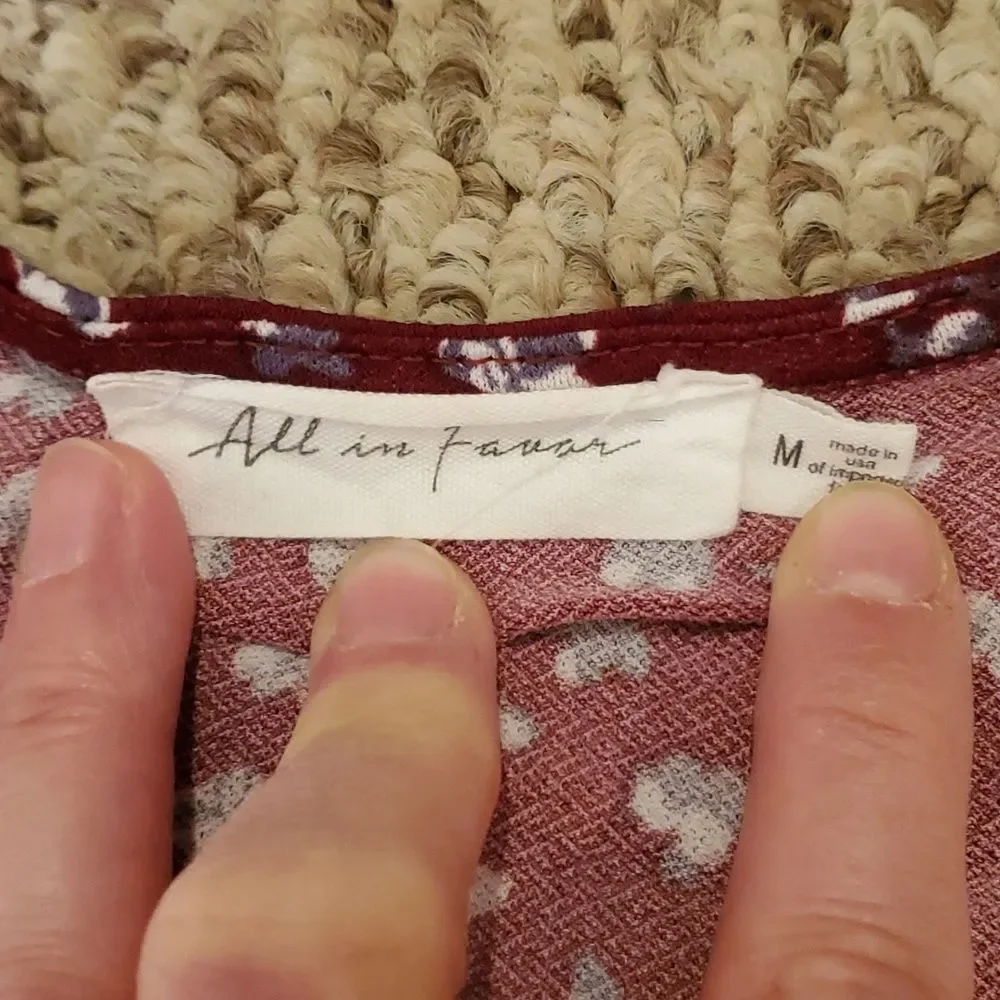 All in Favor
M
made in
usa
of imported